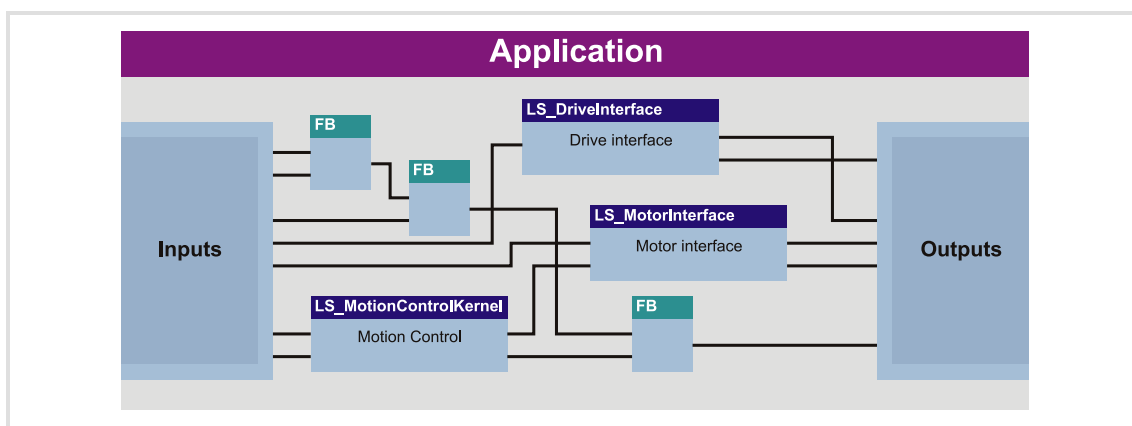 Application
LS_DriveInterface
Drive interface
FB
FB
LS_MotorInterface
Motor interface
Inputs
Outputs
LS_MotionControlKernel
Motion Control
FB